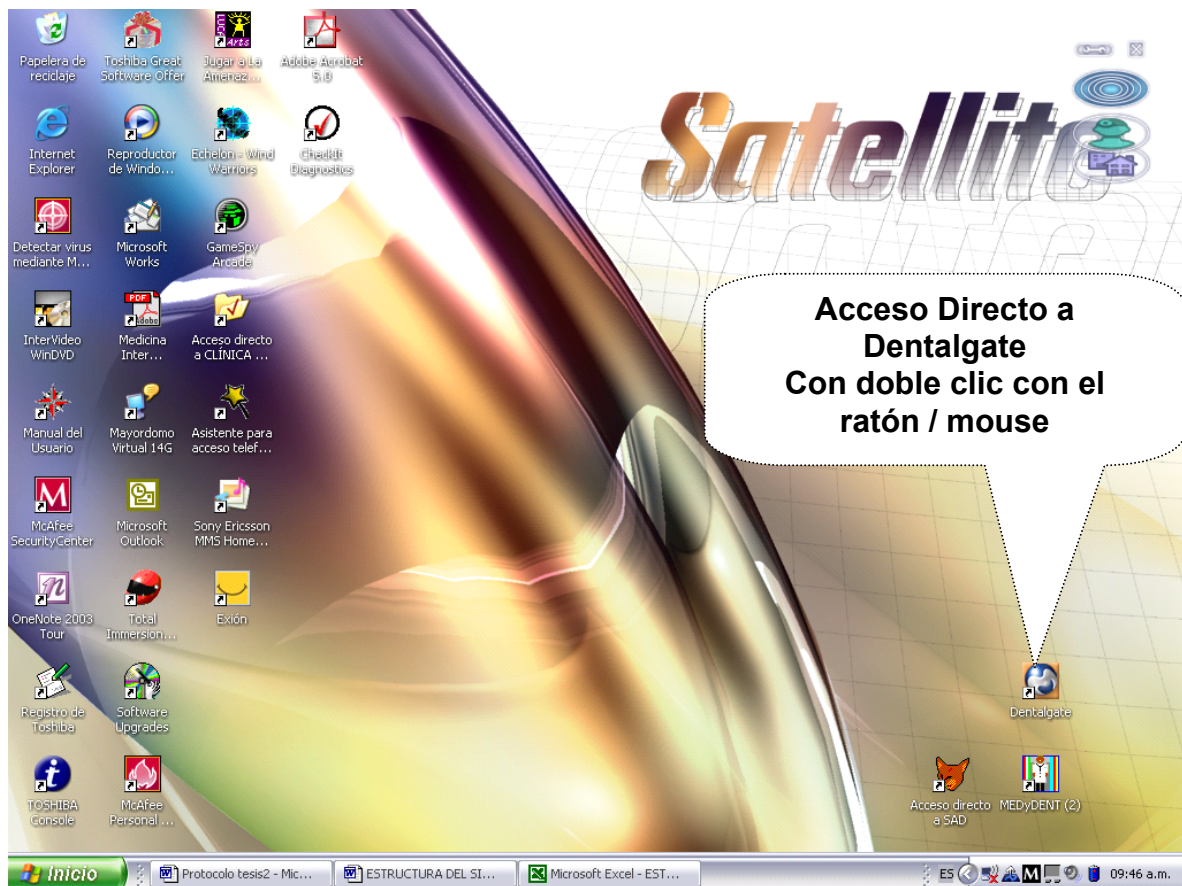 Papelera de
reciclaje
Toshiba Great
Software Offer
LUCAS
Arts
Jugar a La
Amenaz...
Adobe Acrobat
5.0
Internet
Explorer
Reproductor
de Windo...
Echelon - Wind
Warriors
CheckIt
Diagnostics
Satellite
Detectar virus
mediante M...
Microsoft
Works
GameSpy
Arcade
Acceso Directo a
Dentalgate
Con doble clic con el
ratón / mouse
InterVideo
WinDVD
PDF
Adobe
Medicina
Inter...
Acceso directo
a CLÍNICA ...
Manual del
Usuario
Mayordomo
Virtual 14G
Asistente para
acceso telef...
M
McAfee
SecurityCenter
Microsoft
Outlook
Sony Ericsson
MMS Home...
n
OneNote 2003
Tour
Total
Immersion...
Exión
Registro de
Toshiba
Software
Upgrades
Dentalgate
i
TOSHIBA
Console
McAfee
Personal ...
Acceso directo
a SAD
MEDyDENT (2)
Inicio
Protocolo tesis2 - Mic...
ESTRUCTURA DEL SI...
Microsoft Excel - EST...
ES
M
09:46 a.m.